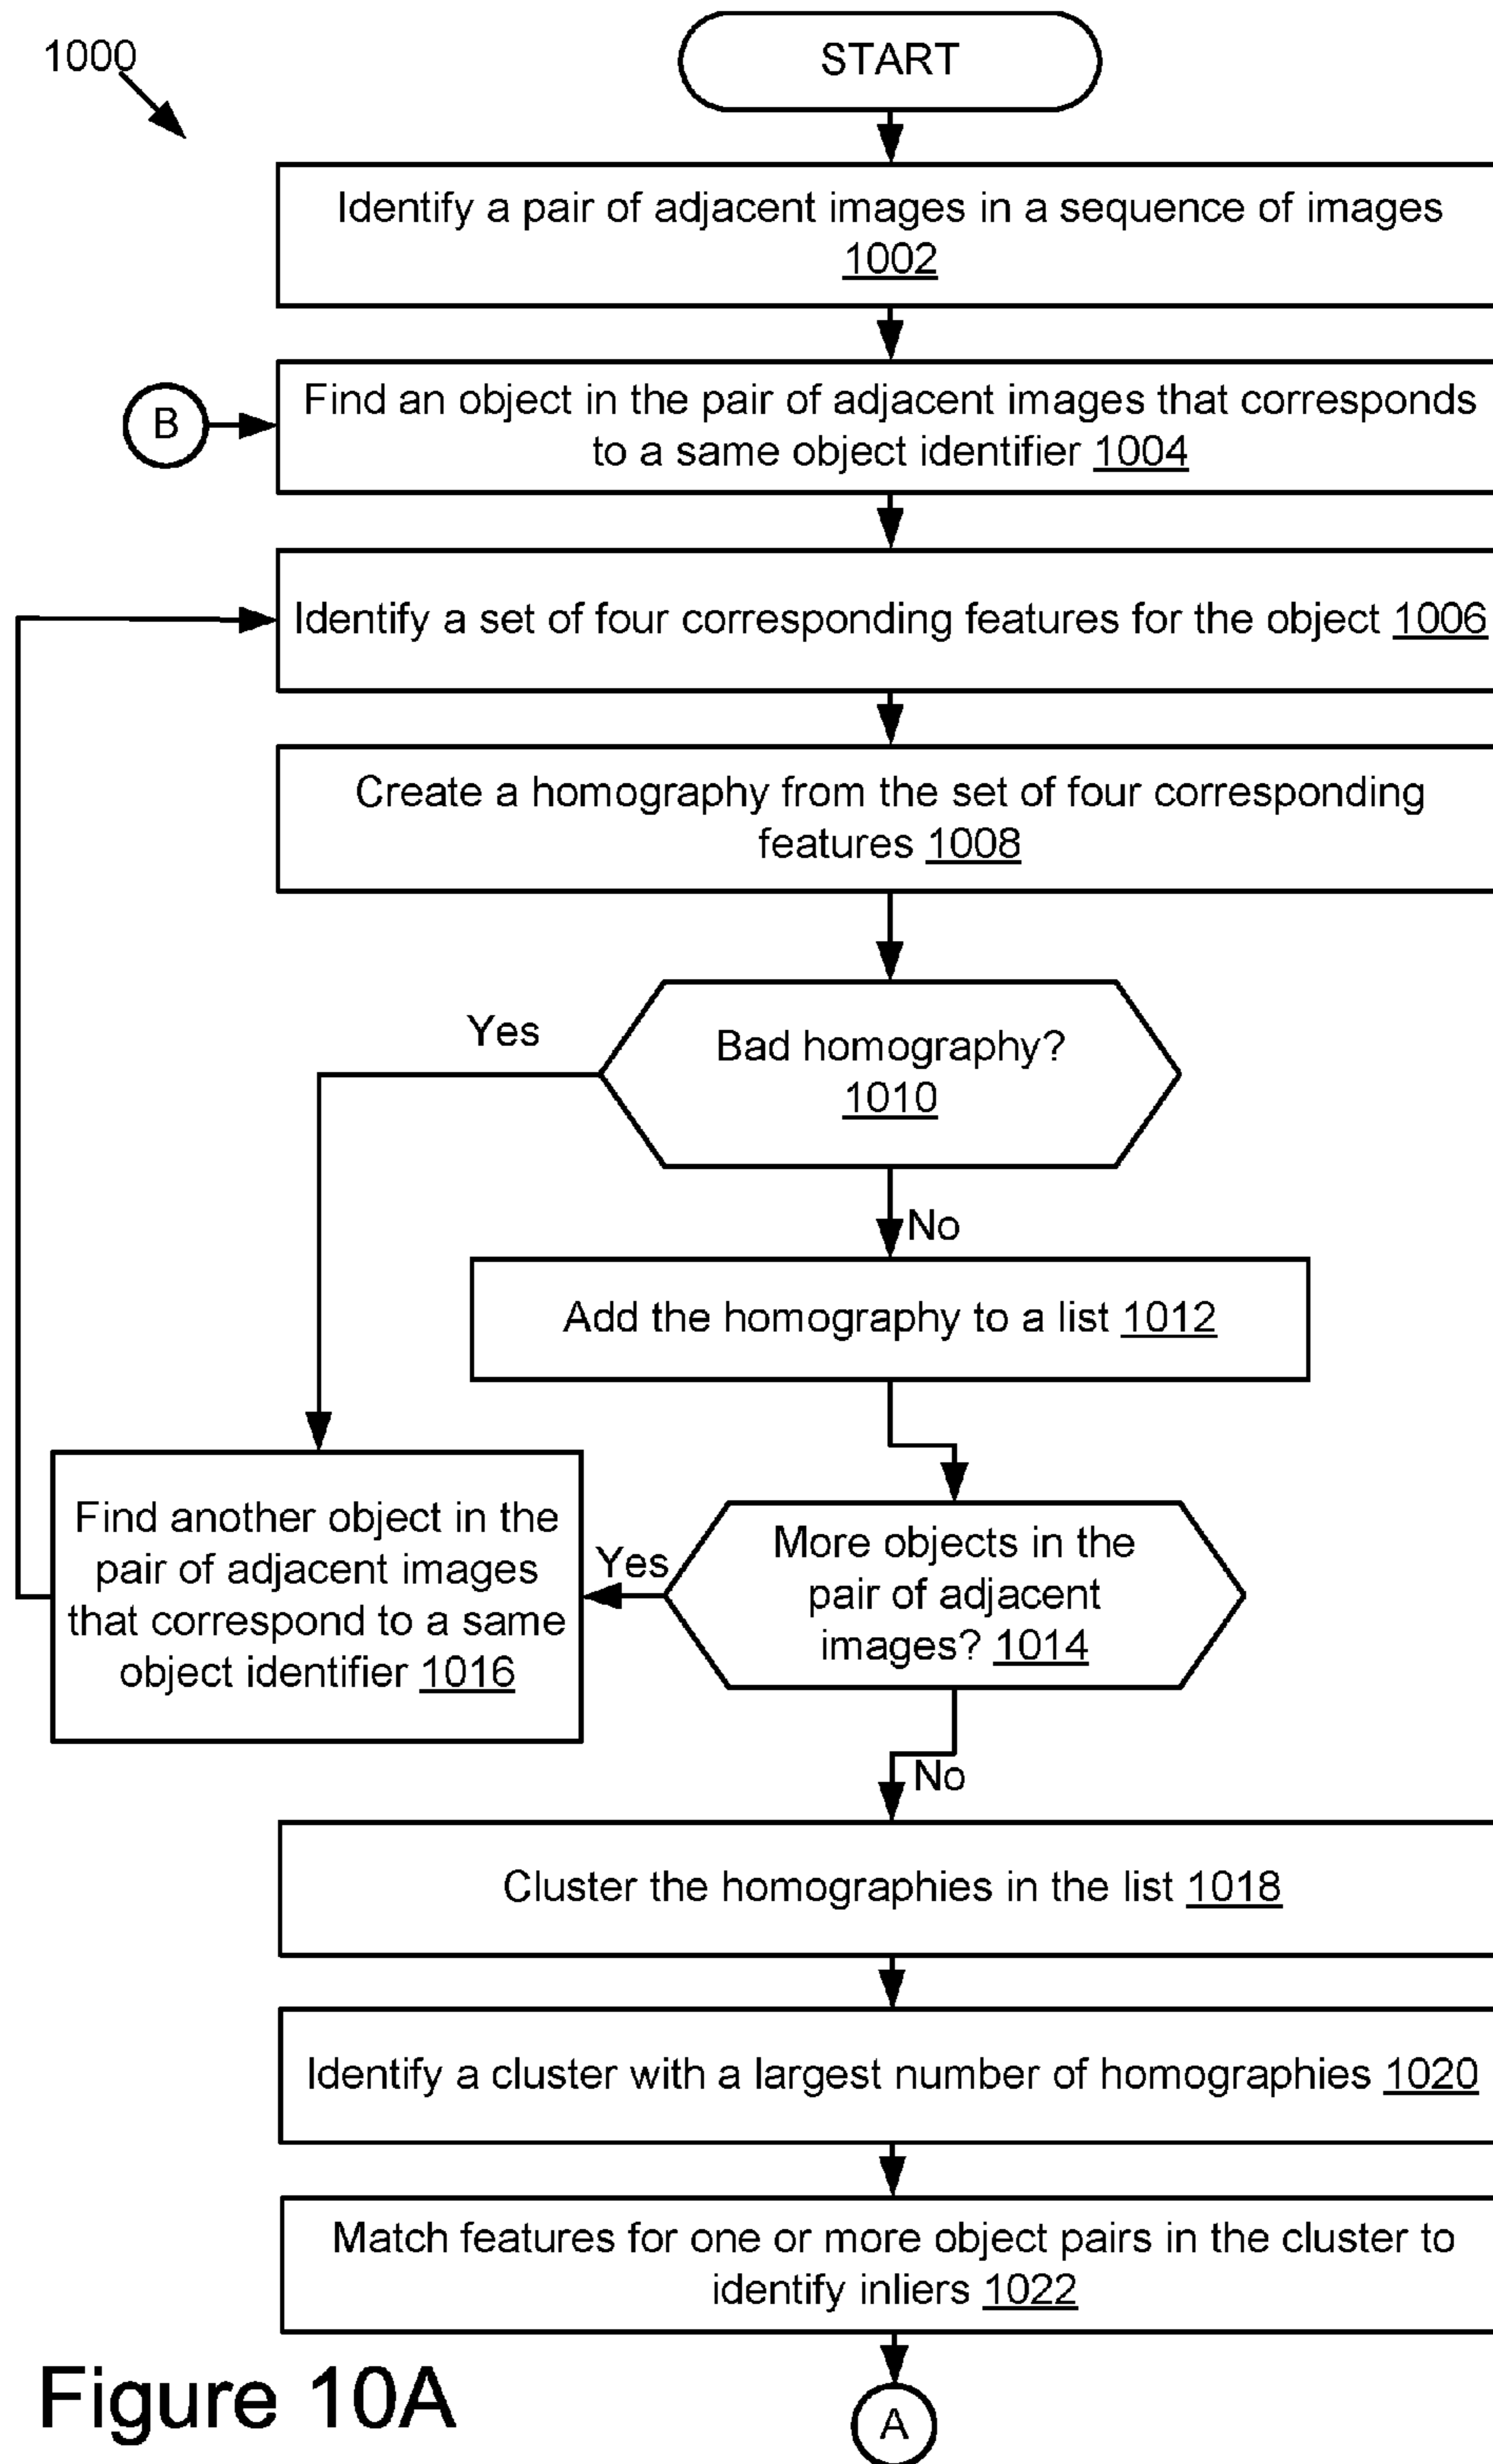 1000
START
Identify a pair of adjacent images in a sequence of images
1002
B
Find an object in the pair of adjacent images that corresponds
to a same object identifier 1004
Identify a set of four corresponding features for the object 1006
Create a homography from the set of four corresponding
features 1008
Yes
Bad homography?
1010
No
Add the homography to a list 1012
Find another object in the
pair of adjacent images
that correspond to a same
object identifier 1016
Yes
More objects in the
pair of adjacent
images? 1014
No
Cluster the homographies in the list 1018
Identify a cluster with a largest number of homographies 1020
Match features for one or more object pairs in the cluster to
identify inliers 1022
Figure 10A
A